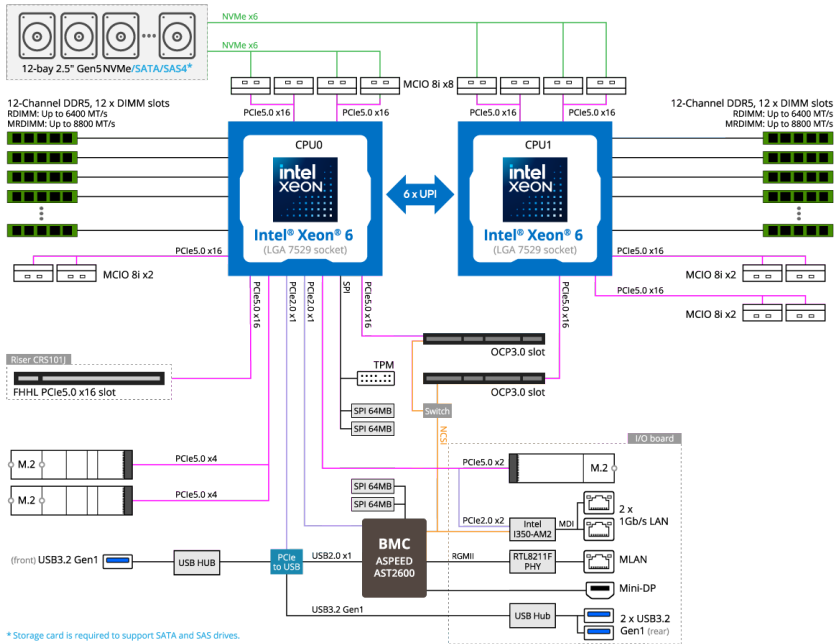 NVMe x6
NVMe x6
12-bay 2.5" Gen5 NVMe/SATA/SAS4*
MCIO 8i x8
PCIe5.0 x16
PCIe5.0 x16
PCIe5.0 x16
PCIe5.0 x16
12-Channel DDR5, 12 x DIMM slots
RDIMM: Up to 6400 MT/s
MRDIMM: Up to 8800 MT/s
12-Channel DDR5, 12 x DIMM slots
RDIMM: Up to 6400 MT/s
MRDIMM: Up to 8800 MT/s
CPU0
intel
XEON
Intel® Xeon® 6
(LGA 7529 socket)
6 x UPI
CPU1
intel
XEON
Intel® Xeon® 6
(LGA 7529 socket)
PCIe5.0 x16
MCIO 8i x2
PCIe5.0 x16
MCIO 8i x2
PCIe5.0 x16
MCIO 8i x2
PCIe5.0 x16
PCIe2.0 x1
PCIe2.0 x1
SPI
PCIe5.0 x16
PCIe5.0 x16
OCP3.0 slot
OCP3.0 slot
Riser CRS101J
FHHL PCIe5.0 x16 slot
TPM
SPI 64MB
SPI 64MB
Switch
NCSI
I/O board
M.2
PCIe5.0 x4
M.2
PCIe5.0 x4
PCIe5.0 x2
M.2
SPI 64MB
SPI 64MB
PCIe2.0 x2
Intel
I350-AM2
MDI
2 x
1Gb/s LAN
BMC
ASPEED
AST2600
RGMII
RTL8211F
PHY
MLAN
Mini-DP
(front) USB3.2 Gen1
USB HUB
PCIe
to USB
USB2.0 x1
USB3.2 Gen1
USB Hub
2 x USB3.2
Gen1 (rear)
* Storage card is required to support SATA and SAS drives.